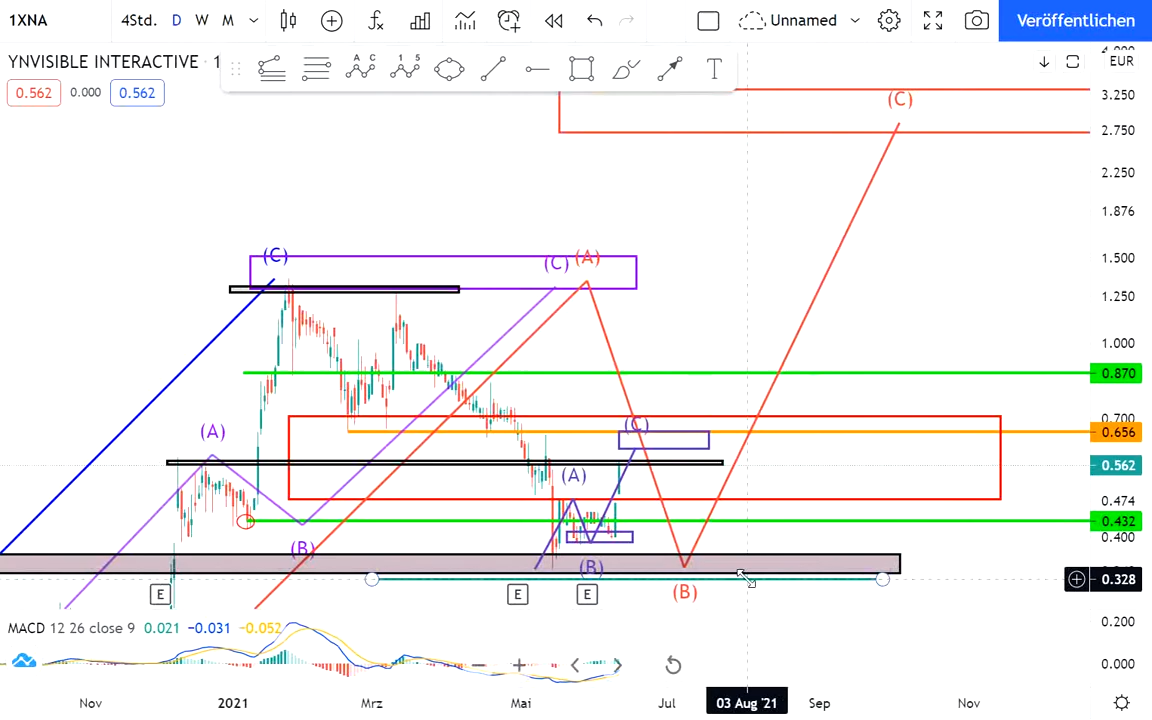 1XNA 4Std. D W M Unnamed Veröffentlichen
YNVISIBLE INTERACTIVE · 1
A C 1 5 T
EUR
0.562 0.000 0.562
3.250
(C)
2.750
2.250
1.876
(C) (C) (A) 1.500
1.250
1.000
0.870
0.700
(A) (C) 0.656
0.562
(A)
0.474
0.432
0.400
(B) (B)
(B)
0.328
E E E
0.200
MACD 12 26 close 9 0.021 −0.031 −0.052
0.000
Nov 2021 Mrz Mai Jul 03 Aug '21 Sep Nov